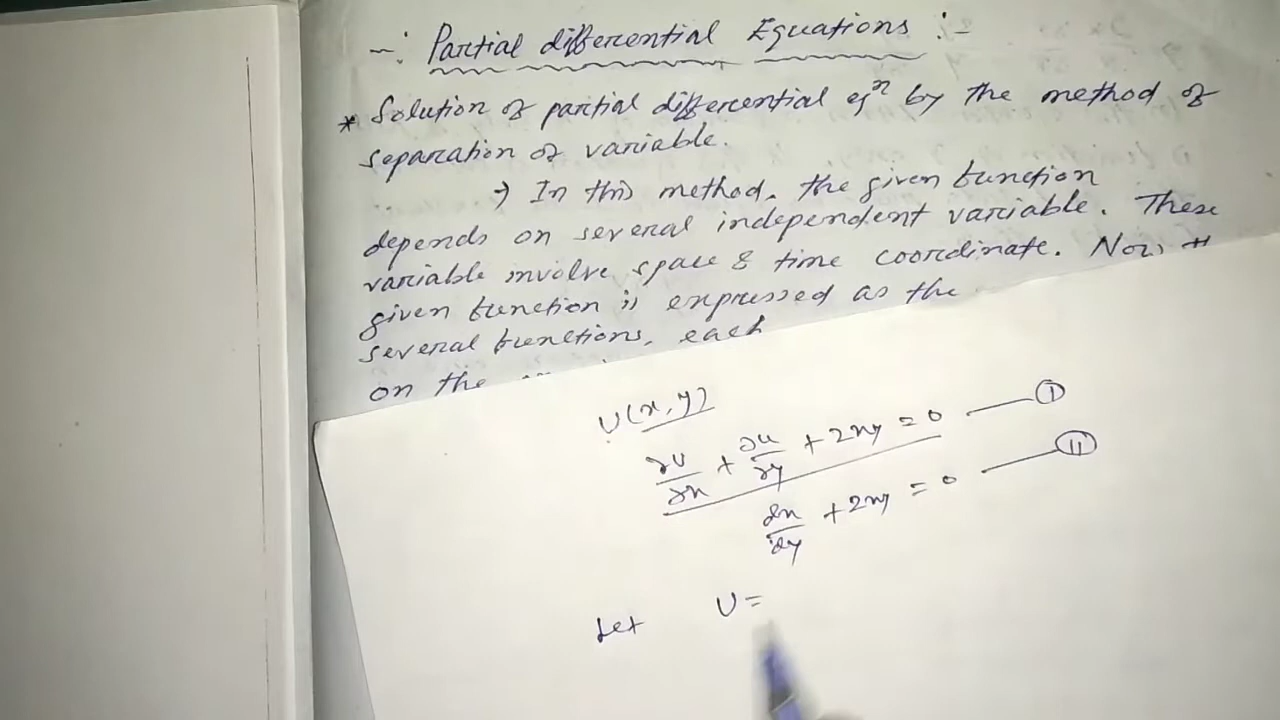 ~: Partial differential Equations :-
* Solution of partial differential eqⁿ by the method of
separation of variable.
→ In this method, the given function
depends on several independent variable. These
variable involve space & time coordinate. Now
given function is expressed as the
several functions, each
on the
U(x,y)
∂U/∂x + ∂u/∂y + 2xy = 0 — (I)
dx/dy + 2xy = 0 — (II)
Let U=